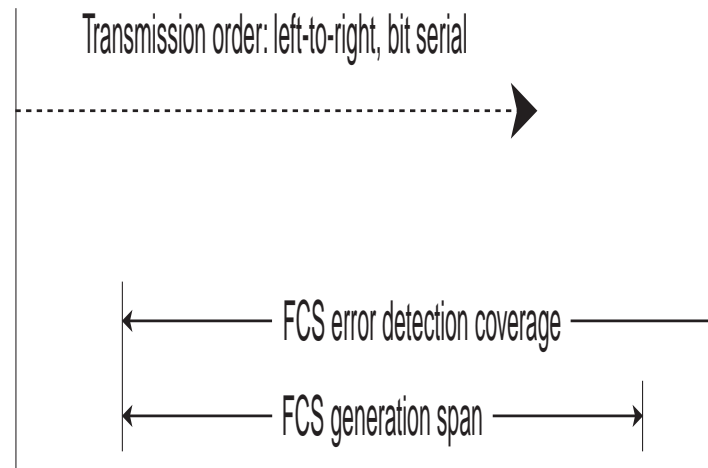 Transmission order: left-to-right, bit serial
FCS error detection coverage
FCS generation span